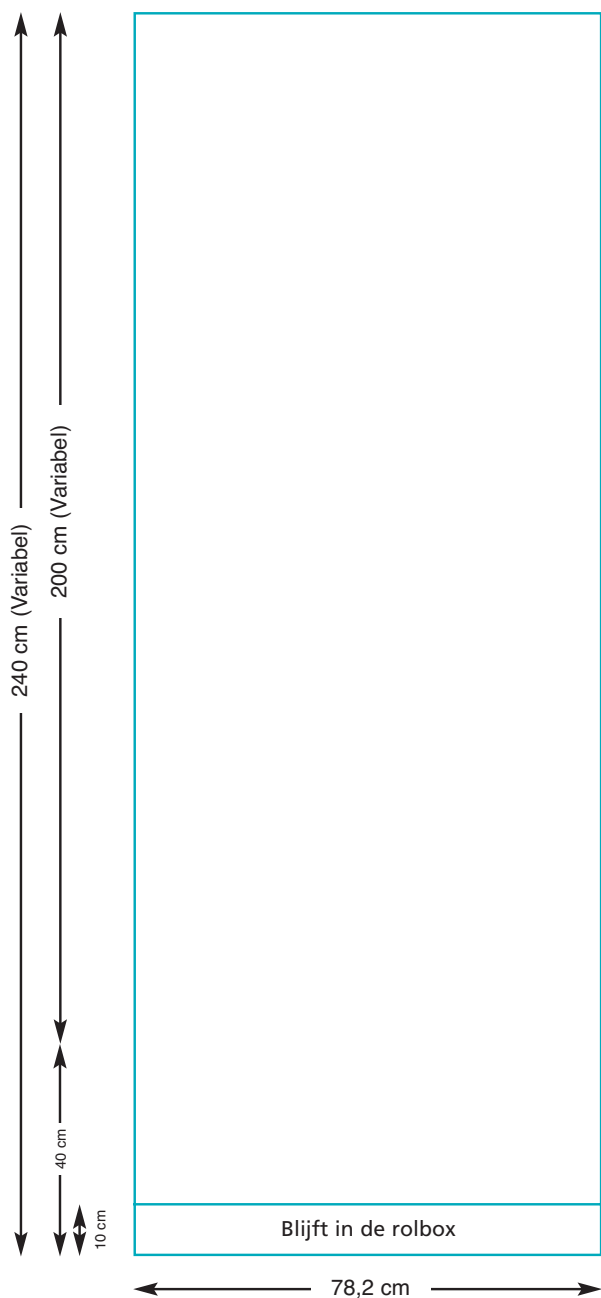 240 cm (Variabel)
200 cm (Variabel)
40 cm
10 cm
Blijft in de rolbox
78,2 cm